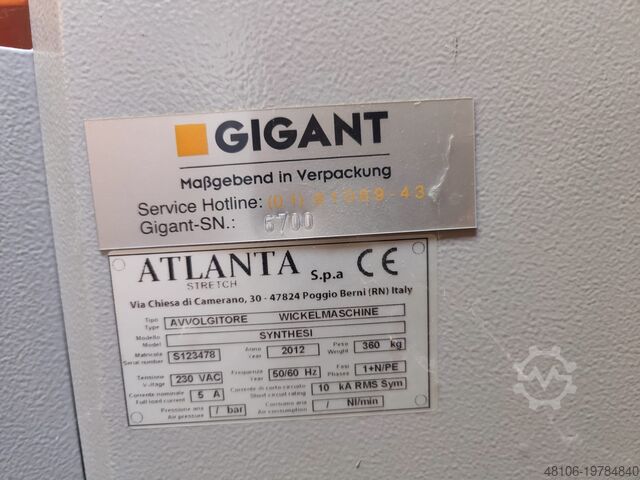 GIGANT
Maßgebend in Verpackung
Service Hotline:
Gigant-SN.: 6700
ATLANTA S.p.a CE
STRETCH
Via Chiesa di Camerano, 30 - 47824 Poggio Berni (RN) Italy
Tipo Type AVVOLGITORE WICKELMASCHINE
Modello Model SYNTHESI
Matricola Serial number S123478 Anno Year 2012 Peso Weight 360 kg
Tensione Voltage 230 VAC Frequenza Year 50/60 Hz Fasi Phases 1+N/PE
Corrente nominale Full load current 5 A Corrente di corto circuito Short circuit rating 10 kA RMS Sym
Pressione aria Air pressure / bar Consumo aria Air consumption / Nl/min
48106-19784840